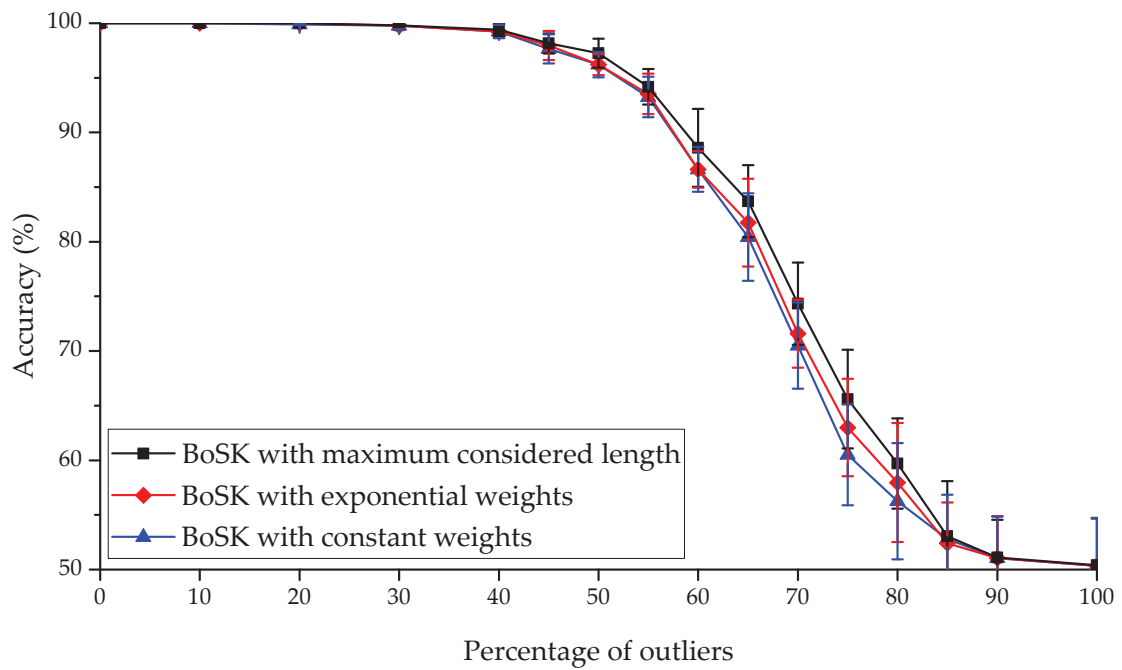 100
90
80
70
60
50
Accuracy (%)
BoSK with maximum considered length
BoSK with exponential weights
BoSK with constant weights
0 10 20 30 40 50 60 70 80 90 100
Percentage of outliers